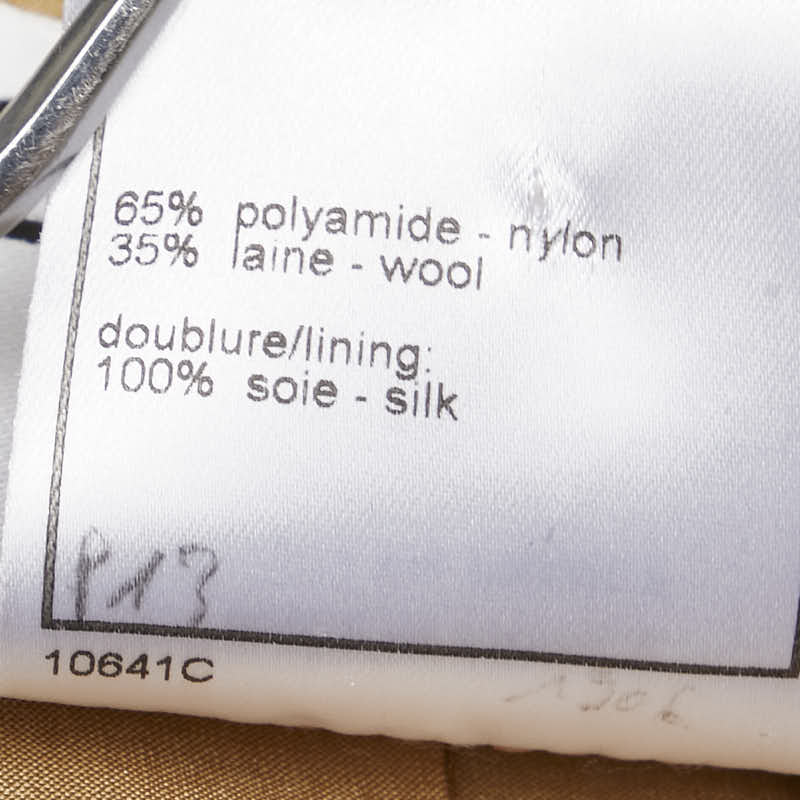 65% polyamide - nylon
35% laine - wool
doublure/lining:
100% soie - silk
P13
10641C